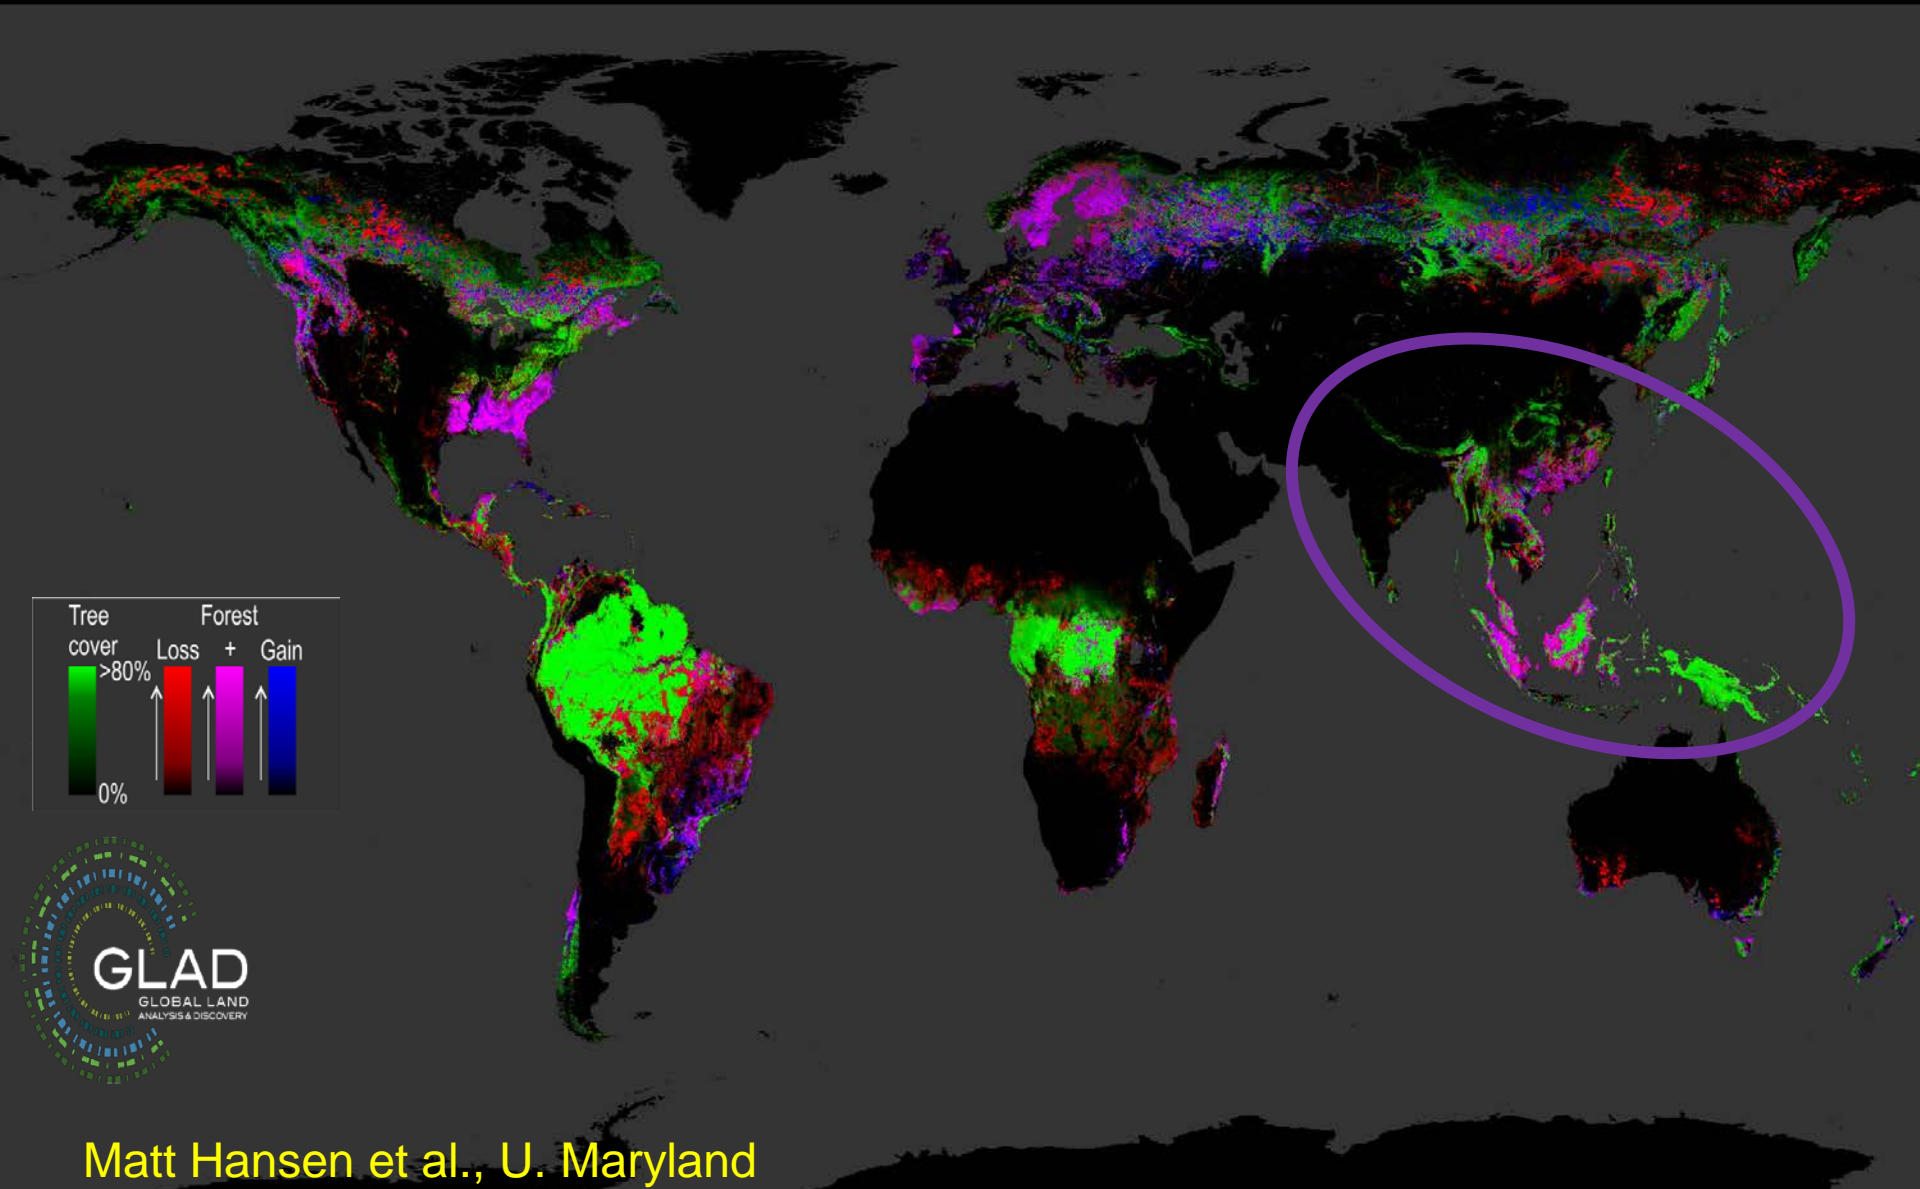 Tree Forest
cover Loss + Gain
>80%
0%
GLAD
GLOBAL LAND
ANALYSIS & DISCOVERY
Matt Hansen et al., U. Maryland